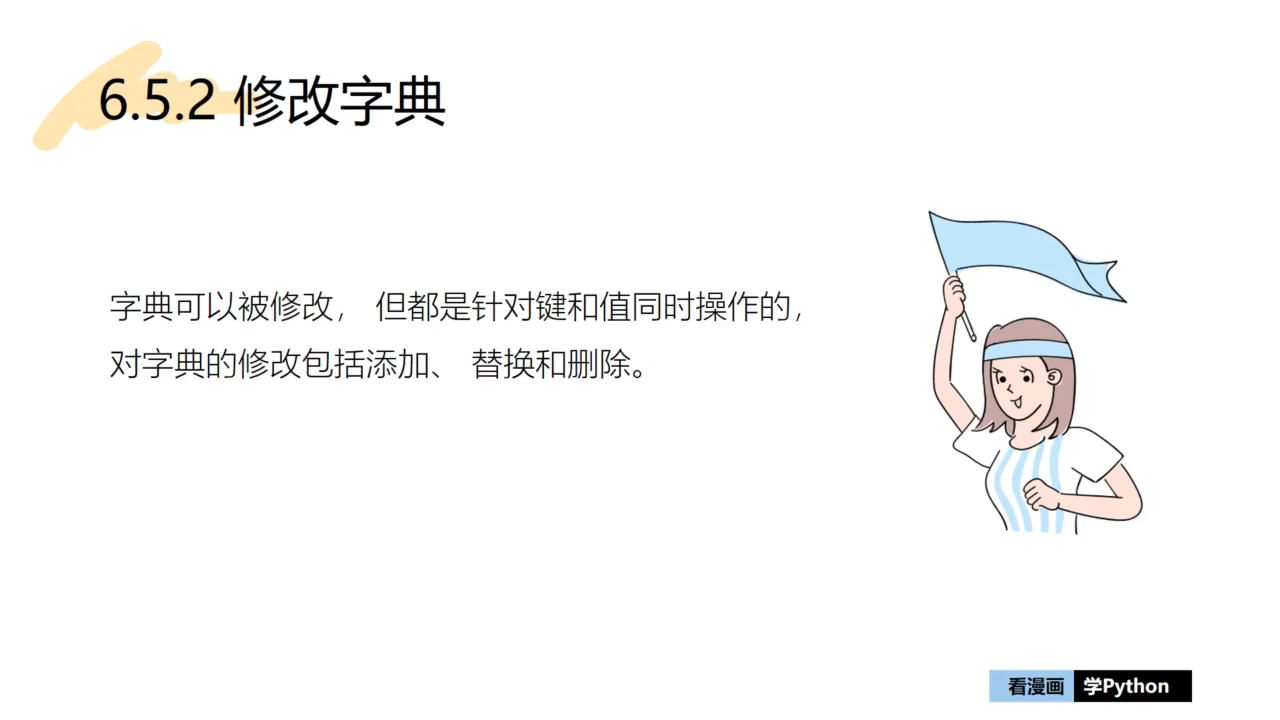 6.5.2 修改字典
字典可以被修改， 但都是针对键和值同时操作的，
对字典的修改包括添加、 替换和删除。
看漫画 学Python